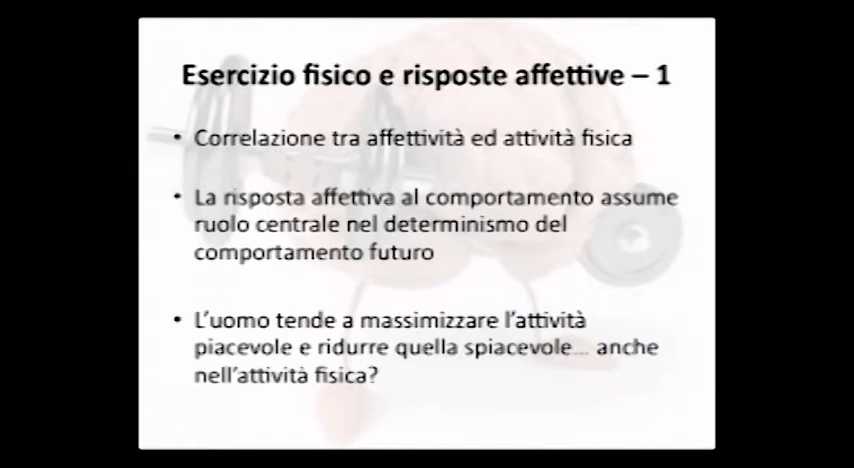 Esercizio fisico e risposte affettive – 1
• Correlazione tra affettività ed attività fisica
• La risposta affettiva al comportamento assume
ruolo centrale nel determinismo del
comportamento futuro
• L'uomo tende a massimizzare l'attività
piacevole e ridurre quella spiacevole... anche
nell'attività fisica?